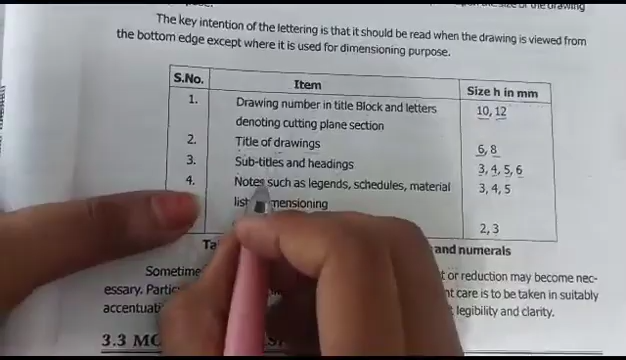 of the drawing
The key intention of the lettering is that it should be read when the drawing is viewed from
the bottom edge except where it is used for dimensioning purpose.
S.No. Item Size h in mm
1. Drawing number in title Block and letters 10, 12
denoting cutting plane section
2. Title of drawings 6, 8
3. Sub-titles and headings 3, 4, 5, 6
4. Notes such as legends, schedules, material 3, 4, 5
list
2, 3
and numerals
Sometime or reduction may become nec-
essary. care is to be taken in suitably
legibility and clarity.
3.3